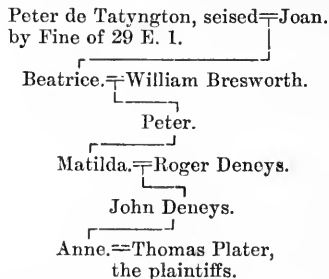 Peter de Tatyngton, seised=Joan.
by Fine of 29 E. 1.
Beatrice.=William Bresworth.
Peter.
Matilda.=Roger Deneys.
John Deneys.
Anne.=Thomas Plater,
the plaintiffs.